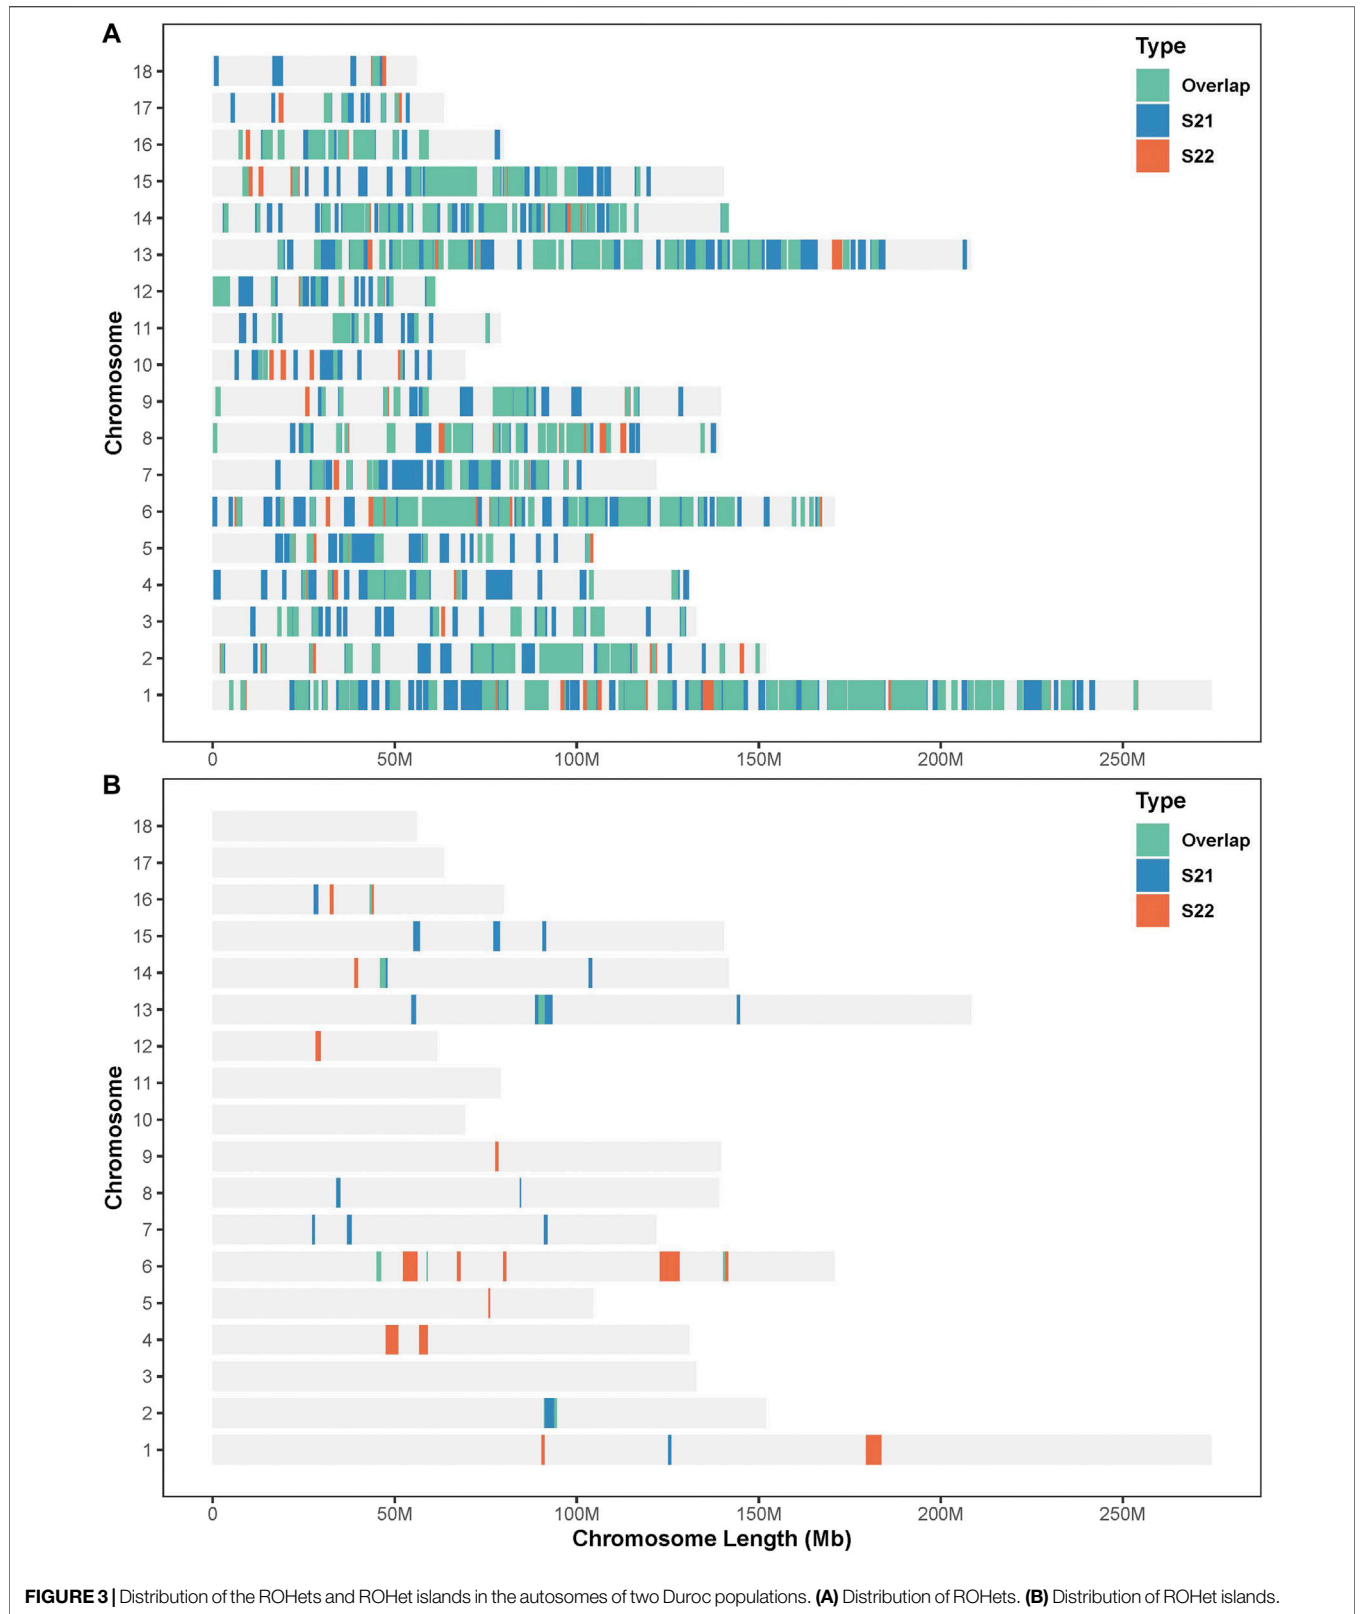 A
Type
Overlap
S21
S22
Chromosome
18
17
16
15
14
13
12
11
10
9
8
7
6
5
4
3
2
1
0 50M 100M 150M 200M 250M
B
Type
Overlap
S21
S22
Chromosome
18
17
16
15
14
13
12
11
10
9
8
7
6
5
4
3
2
1
0 50M 100M 150M 200M 250M
Chromosome Length (Mb)
FIGURE 3 | Distribution of the ROHets and ROHet islands in the autosomes of two Duroc populations. (A) Distribution of ROHets. (B) Distribution of ROHet islands.